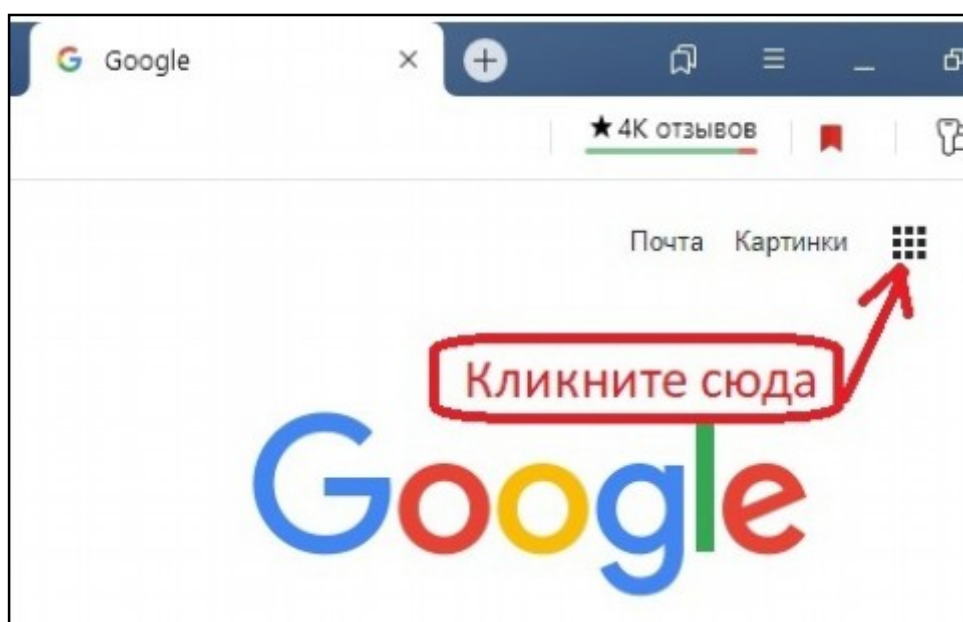 Google
★ 4K отзывов
Почта Картинки
Кликните сюда
Google